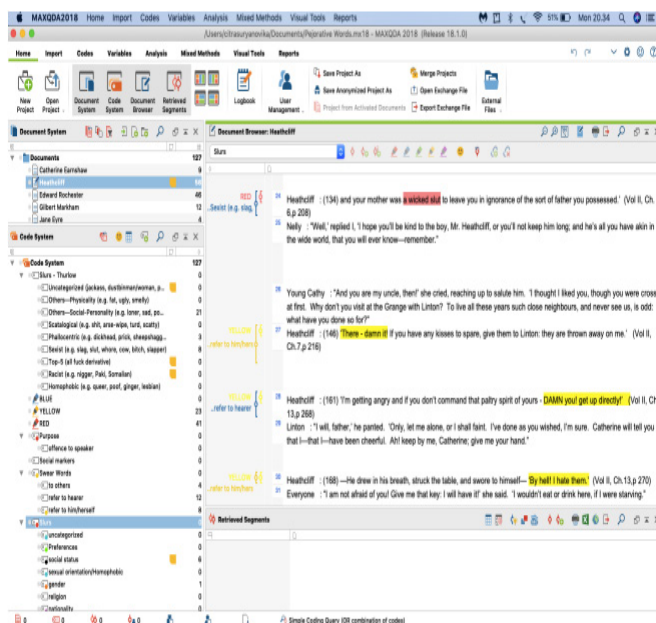 MAXQDA2018 Home Import Codes Variables Analysis Mixed Methods Visual Tools Reports 51% Mon 20.34
/Users/citrasuryanovika/Documents/Pejorative Words.mx18 - MAXQDA 2018 (Release 18.1.0)
Home Import Codes Variables Analysis Mixed Methods Visual Tools Reports
New Project
Open Project
Document System
Code System
Document Browser
Retrieved Segments
Logbook
User Management
Save Project As
Save Anonymized Project As
Project from Activated Documents
Merge Projects
Open Exchange File
Export Exchange File
External Files
Document System
Documents 127
Catherine Earnshaw 9
Heathcliff
Edward Rochester 46
Gilbert Markham 12
Jane Eyre 4
Code System
Code System 127
Slurs - Thurlow 0
Uncategorized (jackass, dustbinman/woman, p... 0
Others—Physicality (e.g. fat, ugly, smelly) 0
Others—Social-Personality (e.g. loner, sad, po... 21
Scatalogical (e.g. shit, arse-wipe, turd, scatty) 0
Phallocentric (e.g. dickhead, prick, sheepshagg... 3
Sexist (e.g. slag, slut, whore, cow, bitch, slapper) 8
Top-5 (all fuck derivative) 0
Racist (e.g. nigger, Paki, Somalian) 0
Homophobic (e.g. queer, poof, ginger, lesbian) 0
BLUE 0
YELLOW 23
RED 41
Purpose 0
offence to speaker 0
Social markers 0
Swear Words 0
to others 4
refer to hearer 12
refer to him/herself 8
Slurs
uncategorized 0
Preferences 0
social status 6
sexual orientation/Homophobic 0
gender 1
religion 0
nationality 0
Document Browser: Heathcliff
Slurs
RED
..Sexist (e.g. slag,
Heathcliff : (134) and your mother was a wicked slut to leave you in ignorance of the sort of father you possessed.' (Vol II, Ch.
6,p 208)
Nelly : "Well,' replied I, 'I hope you'll be kind to the boy, Mr. Heathcliff, or you'll not keep him long; and he's all you have akin in
the wide world, that you will ever know—remember."
Young Cathy : "And you are my uncle, then!' she cried, reaching up to salute him. 'I thought I liked you, though you were cross
at first. Why don't you visit at the Grange with Linton? To live all these years such close neighbours, and never see us, is odd:
what have you done so for?"
YELLOW
..refer to him/hers
Heathcliff : (146) 'There - damn it! If you have any kisses to spare, give them to Linton: they are thrown away on me.' (Vol II,
Ch.7,p 216)
YELLOW
..refer to hearer
Heathcliff : (161) 'I'm getting angry and if you don't command that paltry spirit of yours - DAMN you! get up directly!' (Vol II, Ch
13,p 268)
Linton : "I will, father,' he panted. 'Only, let me alone, or I shall faint. I've done as you wished, I'm sure. Catherine will tell you
that I—that I—have been cheerful. Ah! keep by me, Catherine; give me your hand."
YELLOW
..refer to him/hers
Heathcliff : (168) —He drew in his breath, struck the table, and swore to himself— 'By hell! I hate them.' (Vol II, Ch.13,p 270)
Everyone : "I am not afraid of you! Give me that key: I will have it!' she said. 'I wouldn't eat or drink here, if I were starving."
Retrieved Segments
0 0 0 0
Simple Coding Query (OR combination of codes)